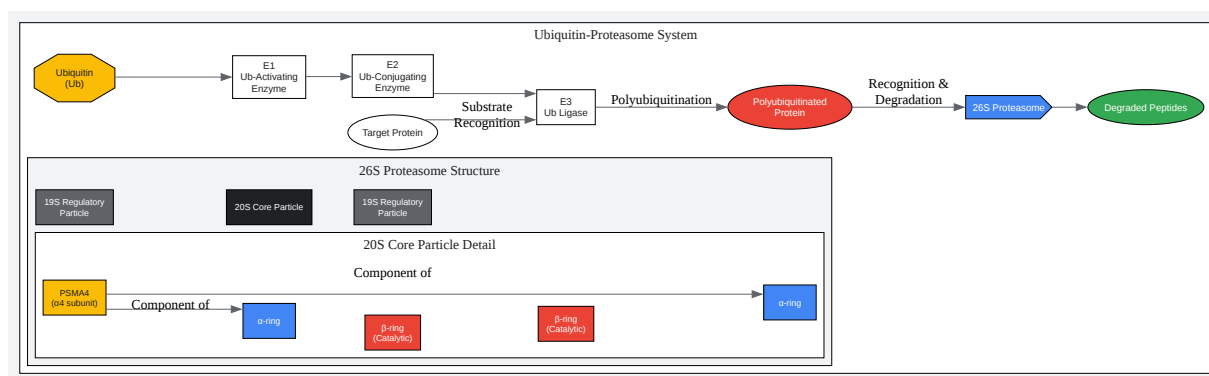 Ubiquitin-Proteasome System
Ubiquitin
(Ub)
E1
Ub-Activating
Enzyme
E2
Ub-Conjugating
Enzyme
Substrate
Recognition
Target Protein
E3
Ub Ligase
Polyubiquitination
Polyubiquitinated
Protein
Recognition &
Degradation
26S Proteasome
Degraded Peptides
26S Proteasome Structure
19S Regulatory
Particle
20S Core Particle
19S Regulatory
Particle
20S Core Particle Detail
Component of
PSMA4
(α4 subunit)
Component of
α-ring
β-ring
(Catalytic)
β-ring
(Catalytic)
α-ring